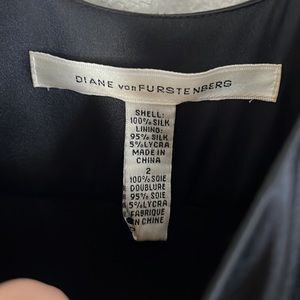 DIANE von FURSTENBERG
SHELL:
100% SILK
LINING:
95% SILK
5% LYCRA
MADE IN
CHINA
2
100% SOIE
DOUBLURE
95% SOIE
5% LYCRA
FABRIQUE
EN CHINE